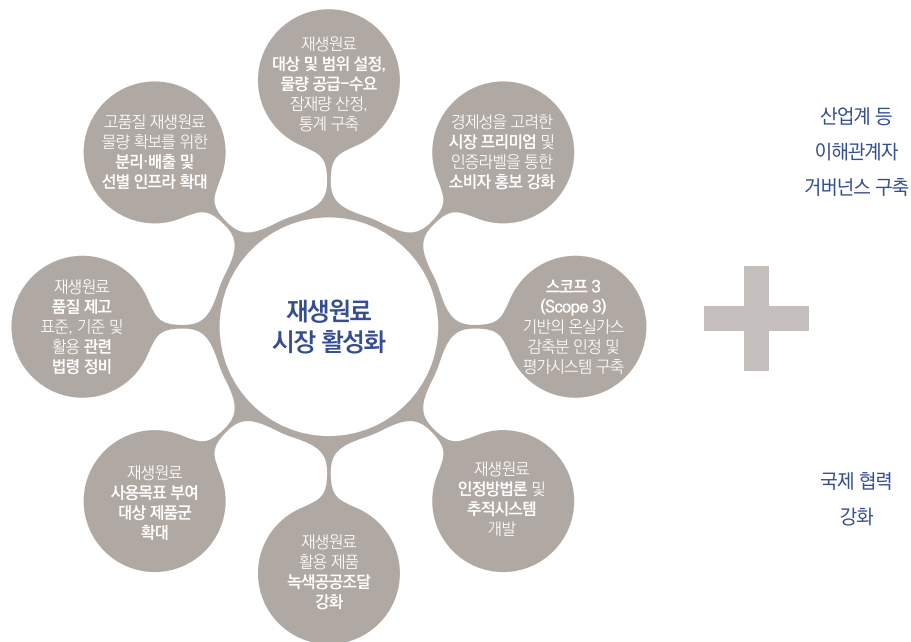 재생원료
대상 및 범위 설정,
물량 공급-수요
잠재량 산정,
통계 구축
경제성을 고려한
시장 프리미엄 및
인증라벨을 통한
소비자 홍보 강화
스코프 3
(Scope 3)
기반의 온실가스
감축분 인정 및
평가시스템 구축
재생원료
인정방법론 및
추적시스템
개발
재생원료
활용 제품
녹색공공조달
강화
재생원료
사용목표 부여
대상 제품군
확대
재생원료
품질 제고
표준, 기준 및
활용 관련
법령 정비
고품질 재생원료
물량 확보를 위한
분리·배출 및
선별 인프라 확대
재생원료
시장 활성화
산업계 등
이해관계자
거버넌스 구축
국제 협력
강화